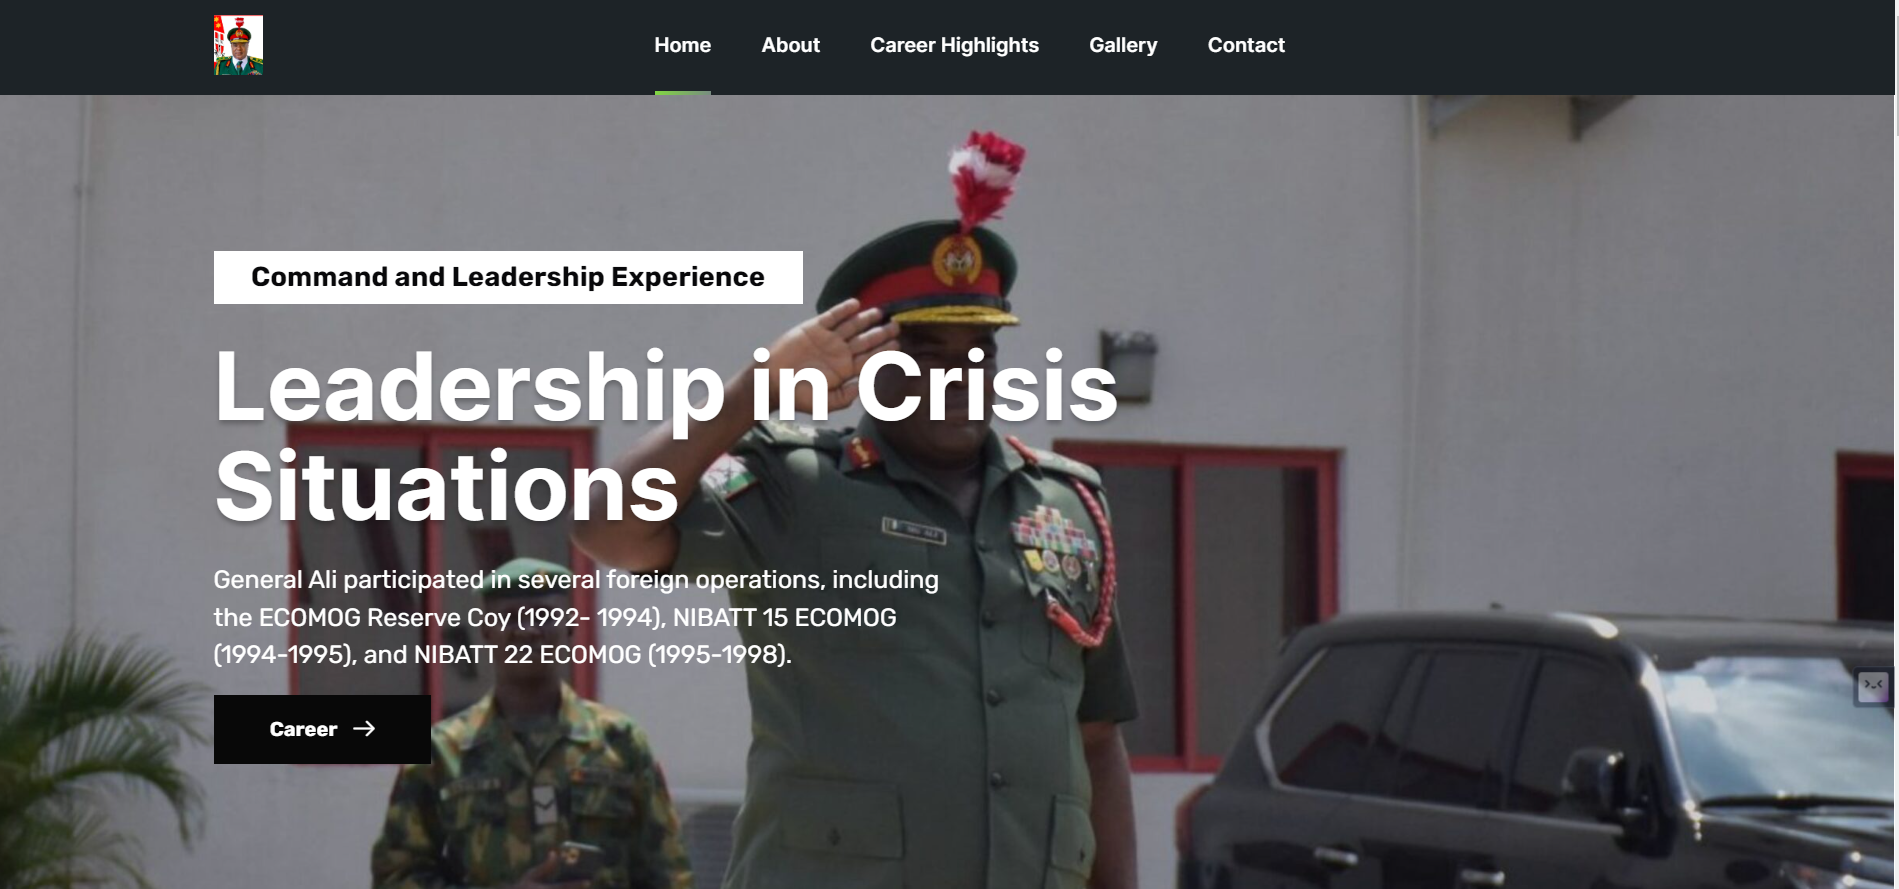 Home About Career Highlights Gallery Contact
Command and Leadership Experience
Leadership in Crisis
Situations
General Ali participated in several foreign operations, including
the ECOMOG Reserve Coy (1992- 1994), NIBATT 15 ECOMOG
(1994-1995), and NIBATT 22 ECOMOG (1995-1998).
Career